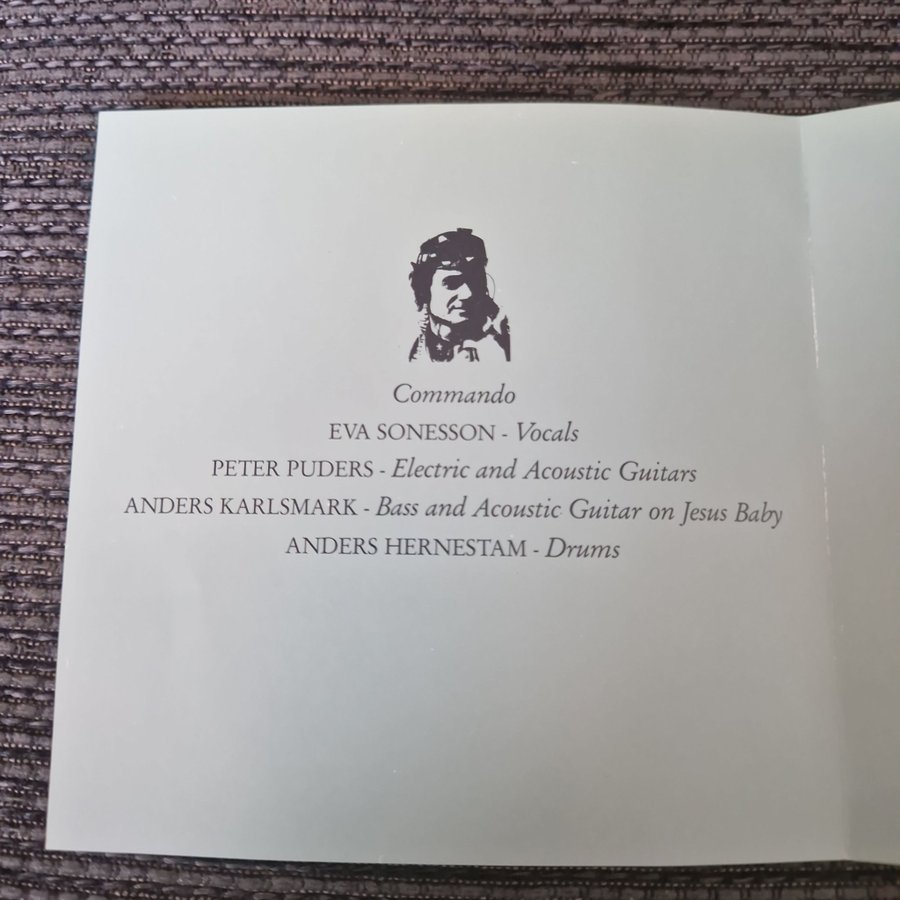 Commando
EVA SONESSON - Vocals
PETER PUDERS - Electric and Acoustic Guitars
ANDERS KARLSMARK - Bass and Acoustic Guitar on Jesus Baby
ANDERS HERNESTAM - Drums